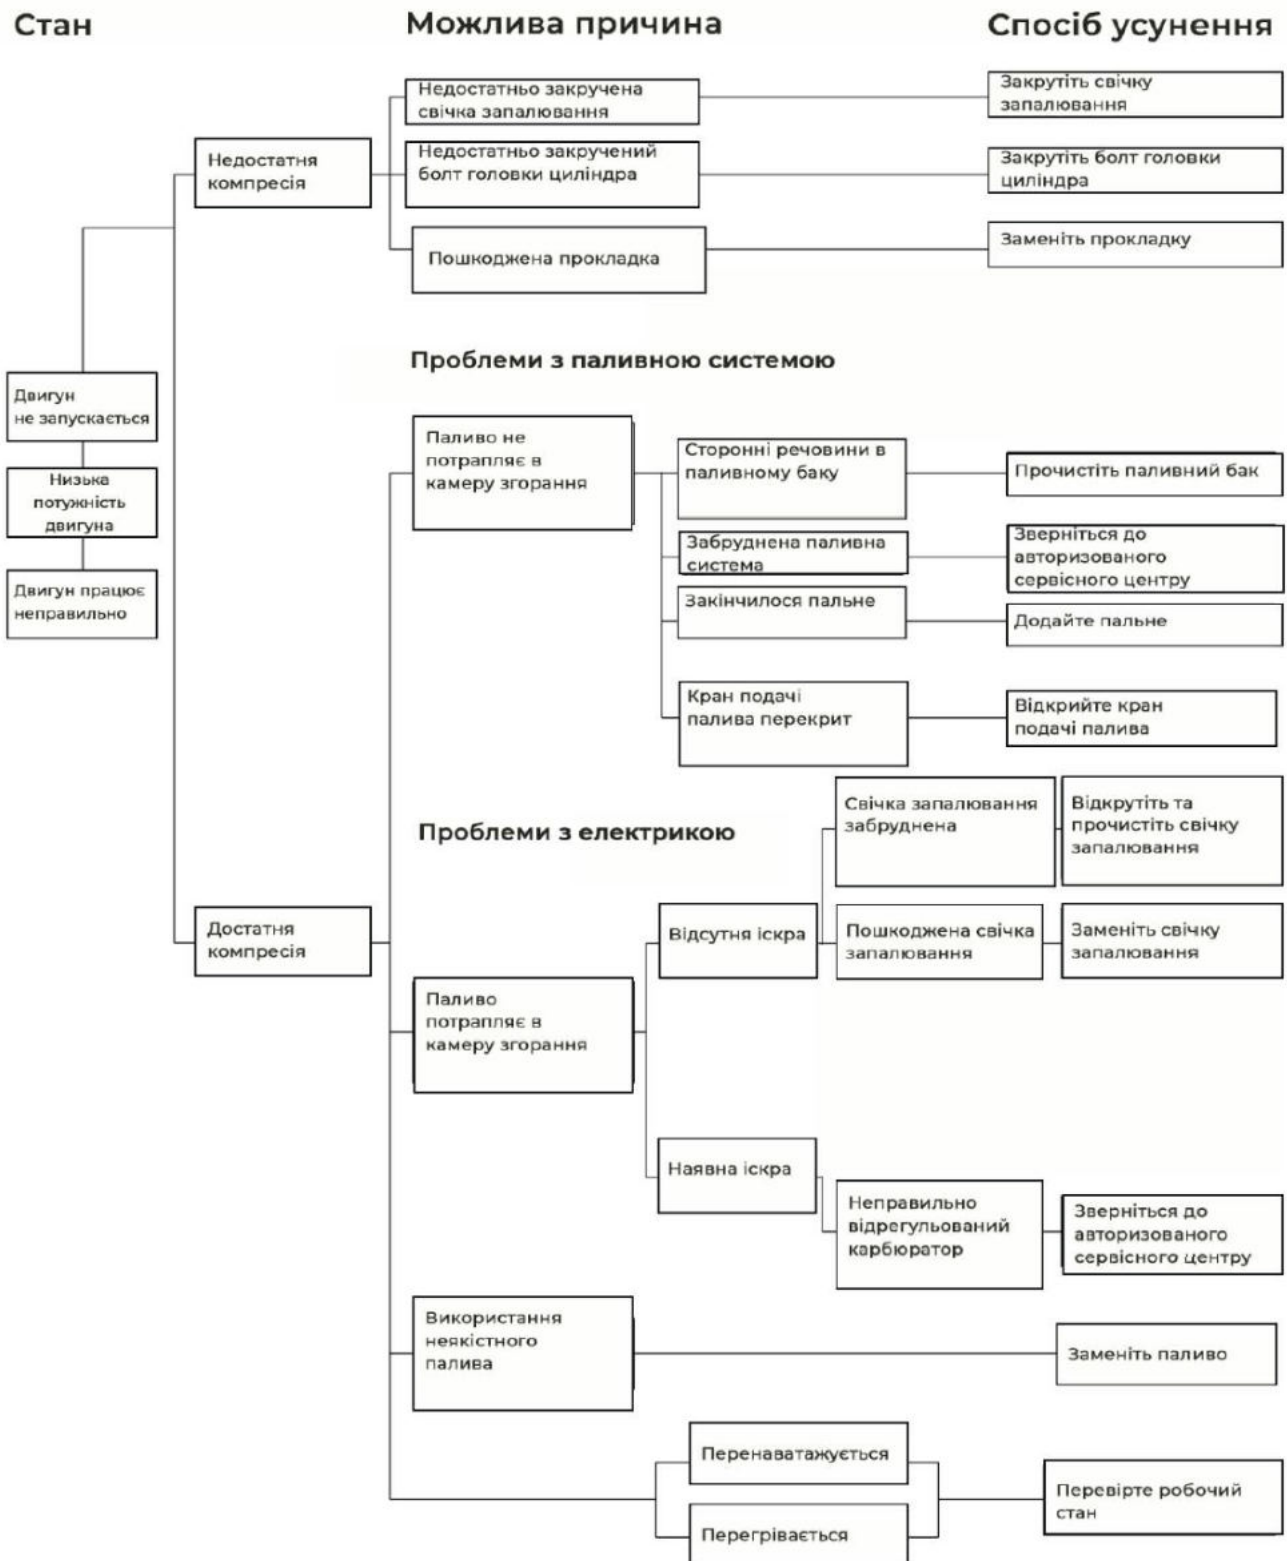 Стан
Можлива причина
Спосіб усунення
Недостатньо закручена
свічка запалювання
Закрутіть свічку
запалювання
Недостатня
компресія
Недостатньо закручений
болт головки циліндра
Закрутіть болт головки
циліндра
Пошкоджена прокладка
Заменіть прокладку
Проблеми з паливною системою
Двигун
не запускається
Низька
потужність
двигуна
Двигун працює
неправильно
Паливо не
потрапляє в
камеру згорання
Сторонні речовини в
паливному баку
Прочистіть паливний бак
Забруднена паливна
система
Зверніться до
авторизованого
сервісного центру
Закінчилося пальне
Додайте пальне
Кран подачі
палива перекрит
Відкрийте кран
подачі палива
Проблеми з електрикою
Свічка запалювання
забруднена
Відкрутіть та
прочистіть свічку
запалювання
Достатня
компресія
Відсутня іскра
Пошкоджена свічка
запалювання
Заменіть свічку
запалювання
Паливо
потрапляє в
камеру згорання
Наявна іскра
Неправильно
відрегульований
карбюратор
Зверніться до
авторизованого
сервісного центру
Використання
неякістного
палива
Заменіть паливо
Перенаватажується
Перегрівається
Перевірте робочий
стан